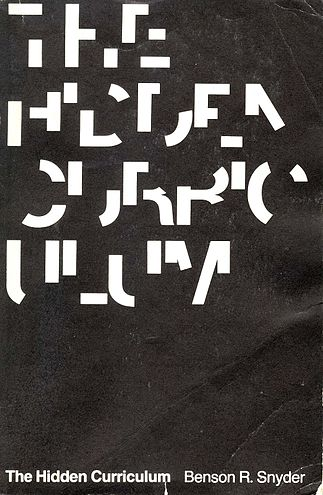 THE
HIDDEN
CURRIC
ULUM
The Hidden Curriculum Benson R. Snyder